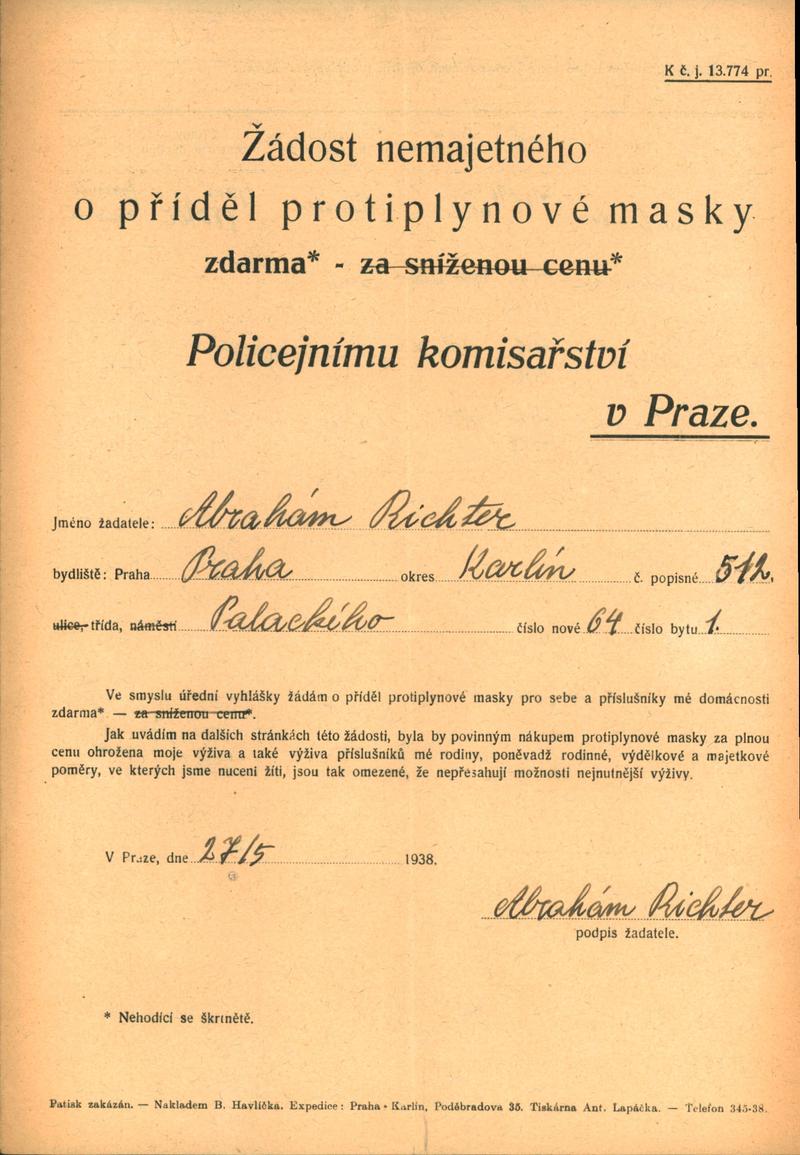 K č. j. 13.774 pr.
Žádost nemajetného
o příděl protiplynové masky
zdarma* - za sníženou cenu*
Policejnímu komisařství
v Praze.
Jméno žadatele: Abrahám Richter
bydliště: Praha Praha okres Karlín č. popisné 512,
ulice, třída, náměstí Palackého číslo nové 64 číslo bytu 1.
Ve smyslu úřední vyhlášky žádám o příděl protiplynové masky pro sebe a příslušníky mé domácnosti
zdarma* — za sníženou cenu*.
Jak uvádím na dalších stránkách této žádosti, byla by povinným nákupem protiplynové masky za plnou
cenu ohrožena moje výživa a také výživa příslušníků mé rodiny, poněvadž rodinné, výdělkové a majetkové
poměry, ve kterých jsme nuceni žíti, jsou tak omezené, že nepřesahují možnosti nejnutnější výživy.
V Praze, dne 27/5 1938.
Abrahám Richter
podpis žadatele.
* Nehodící se škrtnětě.
Patisk zakázán. — Nakladem B. Havlíčka. Expedice: Praha - Karlín, Poděbradova 35. Tiskárna Ant. Lapáčka. — Telefon 345-38.